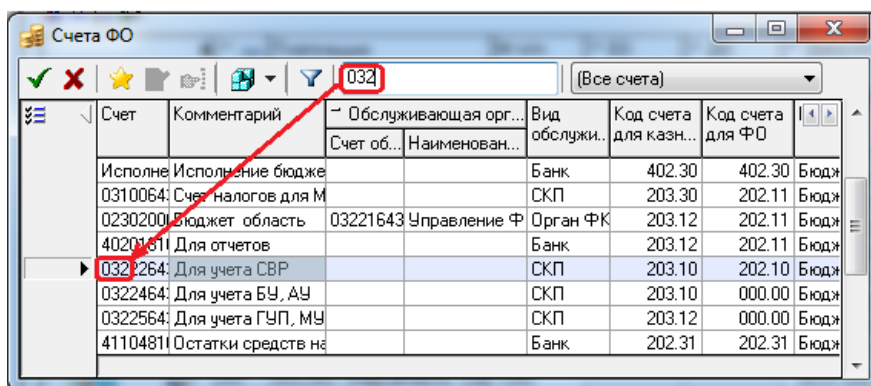 Счета ФО
032 (Все счета)
Счет Комментарий Обслуживающая орг... Вид обслужи... Код счета для казн... Код счета для ФО
Счет об... Наименован...
Исполне Исполнение бюдже Банк 402.30 402.30 Бюдж
0310064 Счет налогов для М СКП 203.30 202.11 Бюдж
0230200 Бюджет область 03221643 Управление Ф Орган ФК 203.12 202.11 Бюдж
Для отчетов Банк 203.12 202.11 Бюдж
0322264 Для учета СВР СКП 203.10 202.10 Бюдж
0322464 Для учета БУ, АУ СКП 203.10 000.00 Бюдж
0322564 Для учета ГУП, МУ СКП 203.12 000.00 Бюдж
4110481 Остатки средств на Банк 202.31 202.31 Бюдж